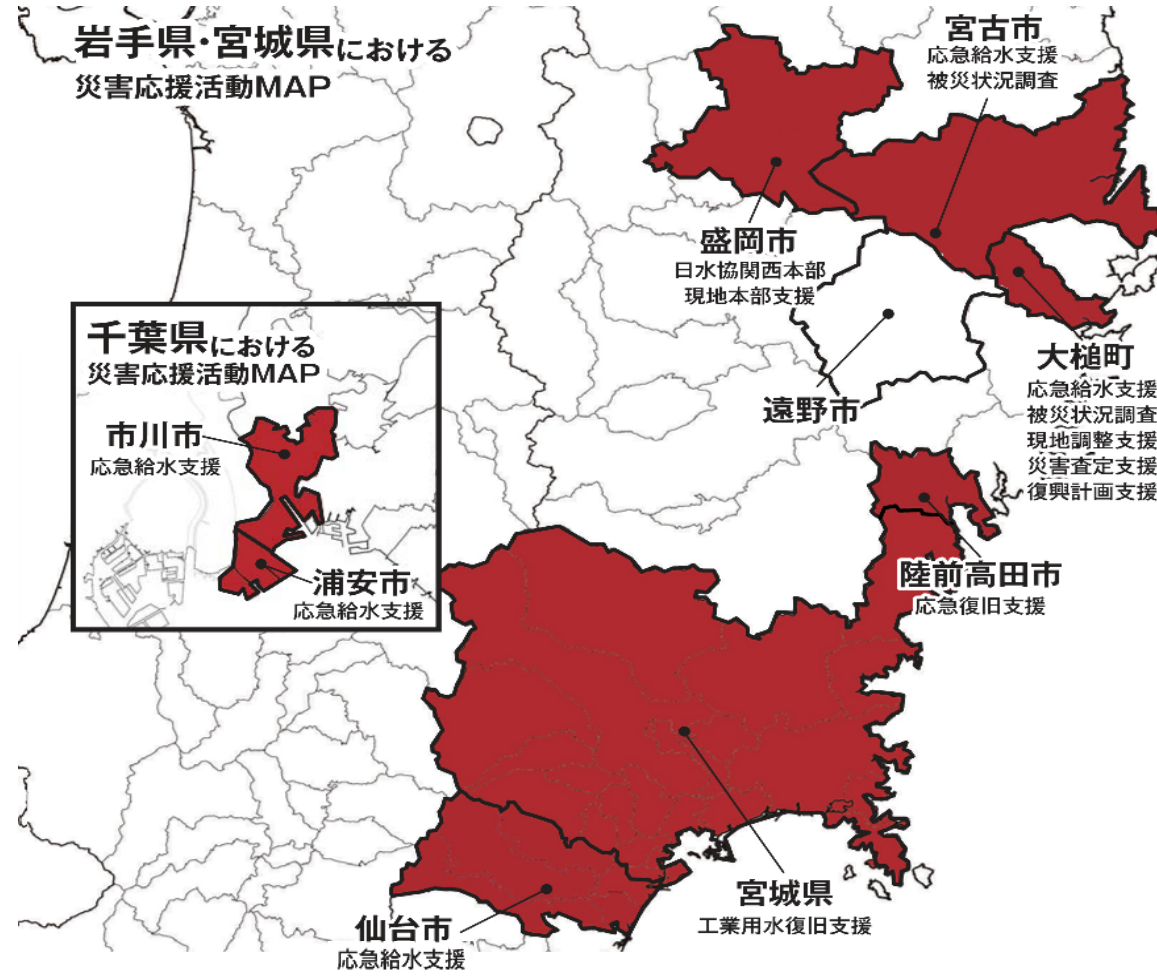 岩手県・宮城県における
災害応援活動MAP
宮古市
応急給水支援
被災状況調査
盛岡市
日水協関西本部
現地本部支援
遠野市
大槌町
応急給水支援
被災状況調査
現地調整支援
災害査定支援
復興計画支援
千葉県における
災害応援活動MAP
市川市
応急給水支援
浦安市
応急給水支援
陸前高田市
応急復旧支援
宮城県
工業用水復旧支援
仙台市
応急給水支援